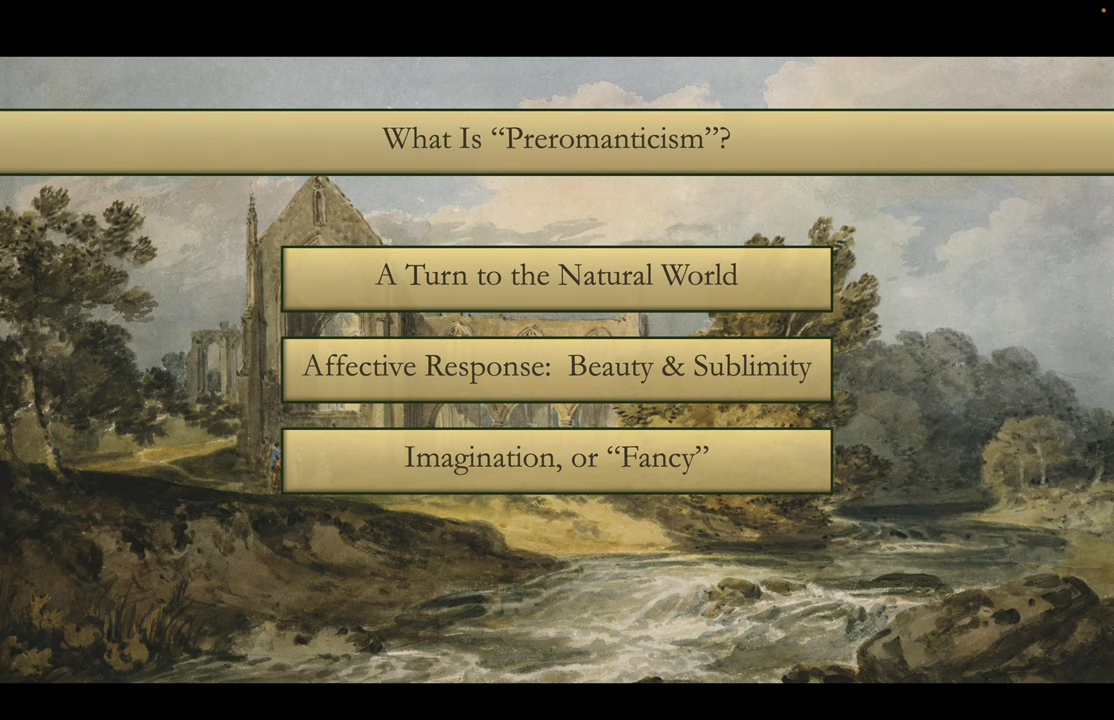 What Is “Preromanticism”?
A Turn to the Natural World
Affective Response:  Beauty & Sublimity
Imagination, or “Fancy”